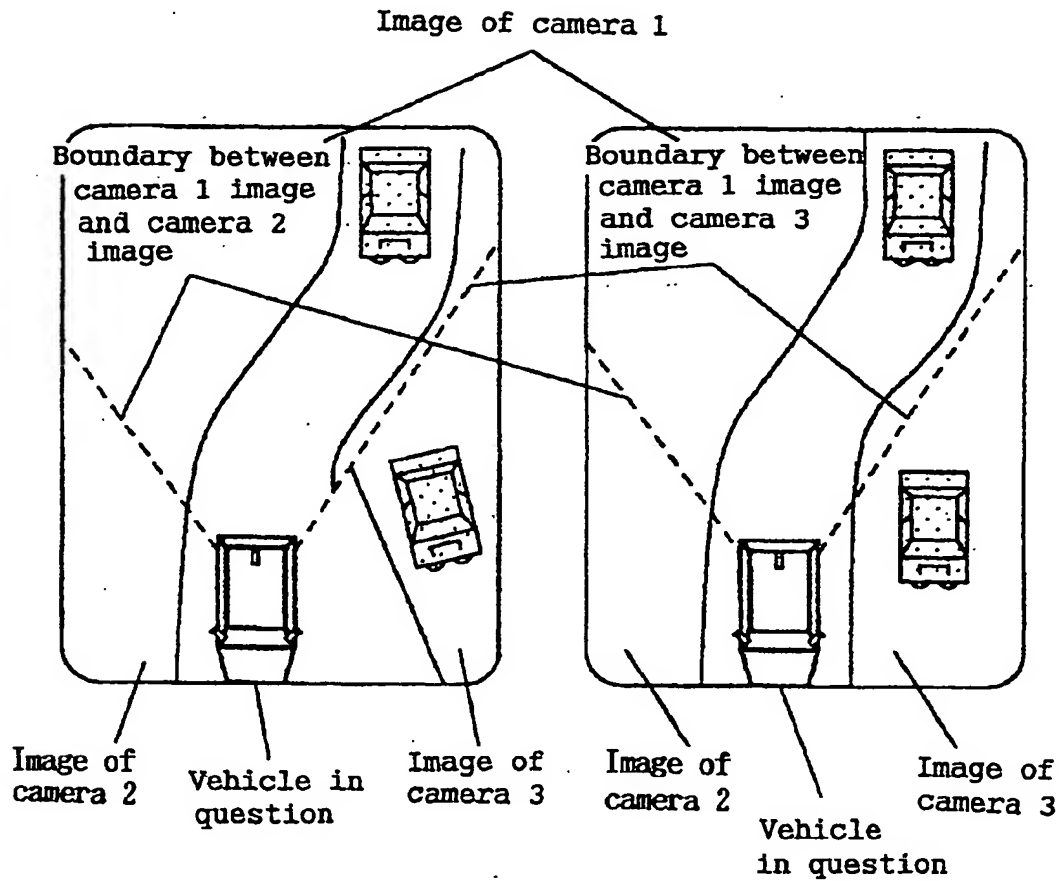 Image of camera 1
Boundary between
camera 1 image
and camera 2
image
Boundary between
camera 1 image
and camera 3
image
Image of
camera 2
Vehicle in
question
Image of
camera 3
Image of
camera 2
Vehicle
in question
Image of
camera 3